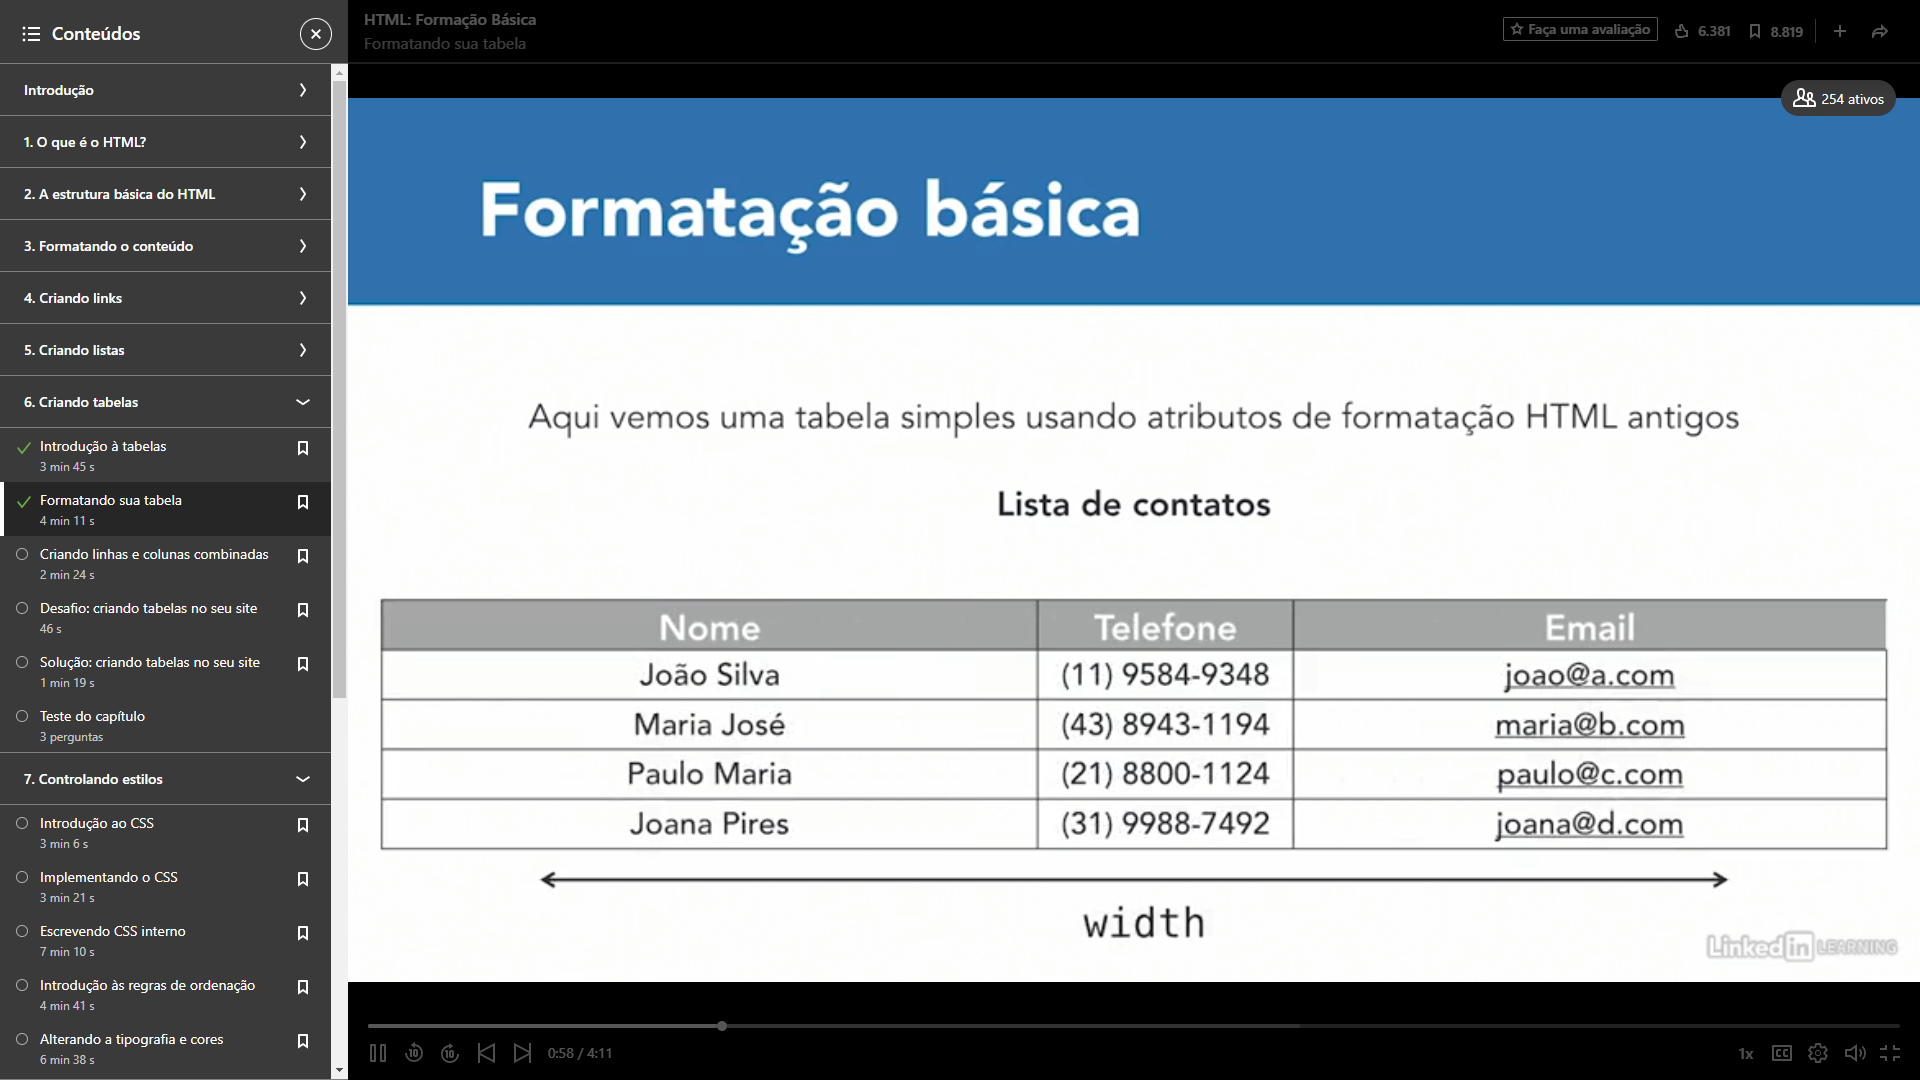 Conteúdos
Introdução
1. O que é o HTML?
2. A estrutura básica do HTML
3. Formatando o conteúdo
4. Criando links
5. Criando listas
6. Criando tabelas
Introdução à tabelas
3 min 45 s
Formatando sua tabela
4 min 11 s
Criando linhas e colunas combinadas
2 min 24 s
Desafio: criando tabelas no seu site
46 s
Solução: criando tabelas no seu site
1 min 19 s
Teste do capítulo
3 perguntas
7. Controlando estilos
Introdução ao CSS
3 min 6 s
Implementando o CSS
3 min 21 s
Escrevendo CSS interno
7 min 10 s
Introdução às regras de ordenação
4 min 41 s
Alterando a tipografia e cores
6 min 38 s
HTML: Formação Básica
Formatando sua tabela
Faça uma avaliação 6.381 8.819
254 ativos
Formatação básica
Aqui vemos uma tabela simples usando atributos de formatação HTML antigos
Lista de contatos
Nome Telefone Email
João Silva (11) 9584-9348 joao@a.com
Maria José (43) 8943-1194 maria@b.com
Paulo Maria (21) 8800-1124 paulo@c.com
Joana Pires (31) 9988-7492 joana@d.com
width
Linked in LEARNING
10 10 0:58 / 4:11 1x CC